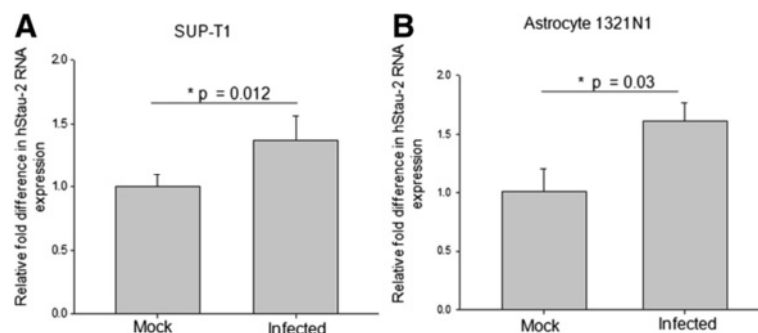 A
SUP-T1
Relative fold difference in hStau-2 RNA
expression
2.0
1.5
1.0
0.5
0.0
* p = 0.012
Mock
Infected
B
Astrocyte 1321N1
Relative fold difference in hStau-2 RNA
expression
2.0
1.5
1.0
0.5
0.0
* p = 0.03
Mock
Infected